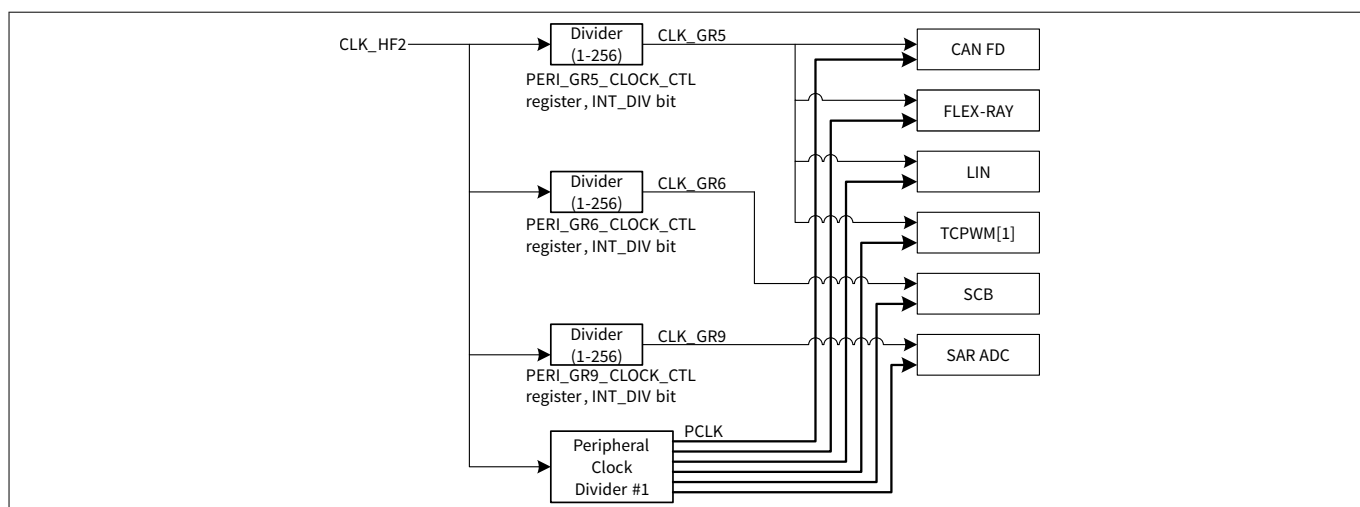 CLK_HF2
Divider
(1-256)
CLK_GR5
PERI_GR5_CLOCK_CTL
register, INT_DIV bit
CAN FD
FLEX-RAY
LIN
Divider
(1-256)
CLK_GR6
PERI_GR6_CLOCK_CTL
register, INT_DIV bit
TCPWM[1]
SCB
Divider
(1-256)
CLK_GR9
PERI_GR9_CLOCK_CTL
register, INT_DIV bit
SAR ADC
PCLK
Peripheral
Clock
Divider #1